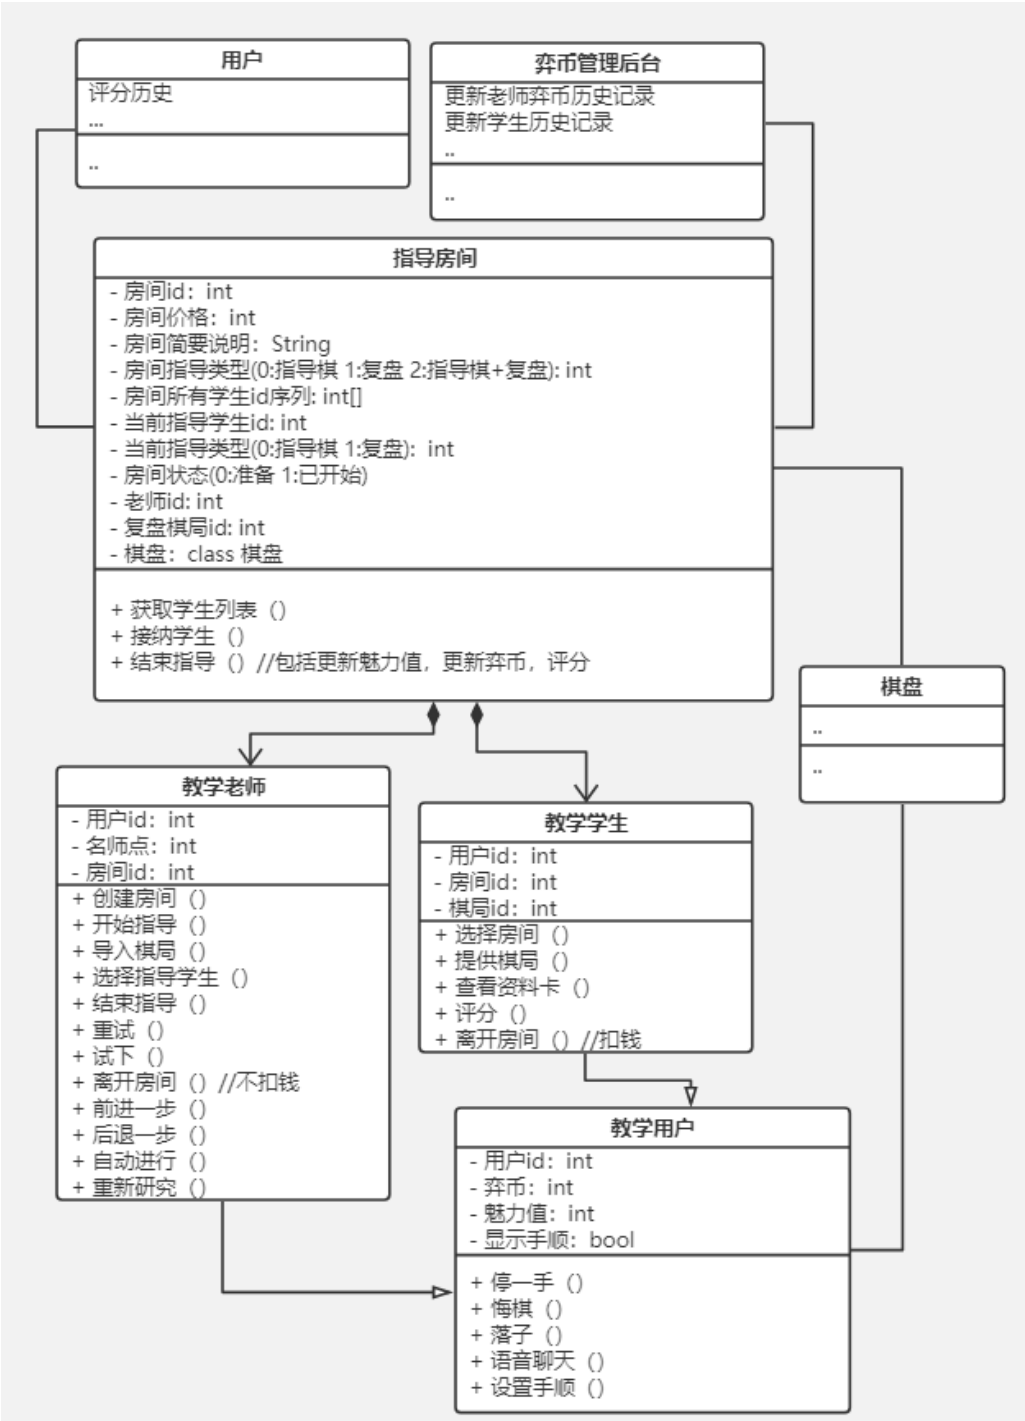 用户
评分历史
...
..
弈币管理后台
更新老师弈币历史记录
更新学生历史记录
..
..
指导房间
- 房间id：int
- 房间价格：int
- 房间简要说明：String
- 房间指导类型(0:指导棋 1:复盘 2:指导棋+复盘): int
- 房间所有学生id序列: int[]
- 当前指导学生id: int
- 当前指导类型(0:指导棋 1:复盘)：int
- 房间状态(0:准备 1:已开始)
- 老师id: int
- 复盘棋局id: int
- 棋盘：class 棋盘
+ 获取学生列表（）
+ 接纳学生（）
+ 结束指导（）//包括更新魅力值，更新弈币，评分
棋盘
..
..
教学老师
- 用户id：int
- 名师点：int
- 房间id：int
+ 创建房间（）
+ 开始指导（）
+ 导入棋局（）
+ 选择指导学生（）
+ 结束指导（）
+ 重试（）
+ 试下（）
+ 离开房间（）//不扣钱
+ 前进一步（）
+ 后退一步（）
+ 自动进行（）
+ 重新研究（）
教学学生
- 用户id：int
- 房间id：int
- 棋局id：int
+ 选择房间（）
+ 提供棋局（）
+ 查看资料卡（）
+ 评分（）
+ 离开房间（）//扣钱
教学用户
- 用户id：int
- 弈币：int
- 魅力值：int
- 显示手顺：bool
+ 停一手（）
+ 悔棋（）
+ 落子（）
+ 语音聊天（）
+ 设置手顺（）